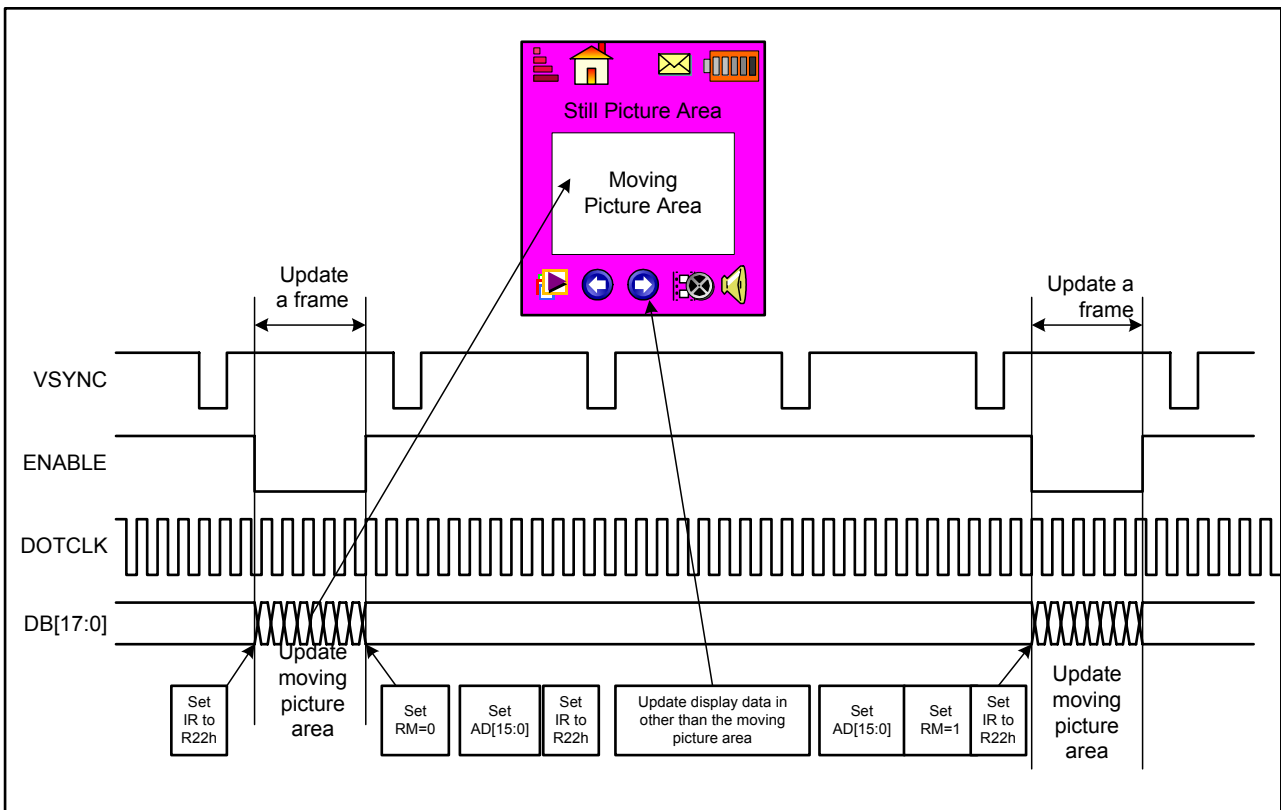 Still Picture Area
Moving
Picture Area
Update
a frame
Update a
frame
VSYNC
ENABLE
DOTCLK
DB[17:0]
Update
moving
picture
area
Set
IR to
R22h
Set
RM=0
Set
AD[15:0]
Set
IR to
R22h
Update display data in
other than the moving
picture area
Set
AD[15:0]
Set
RM=1
Set
IR to
R22h
Update
moving
picture
area